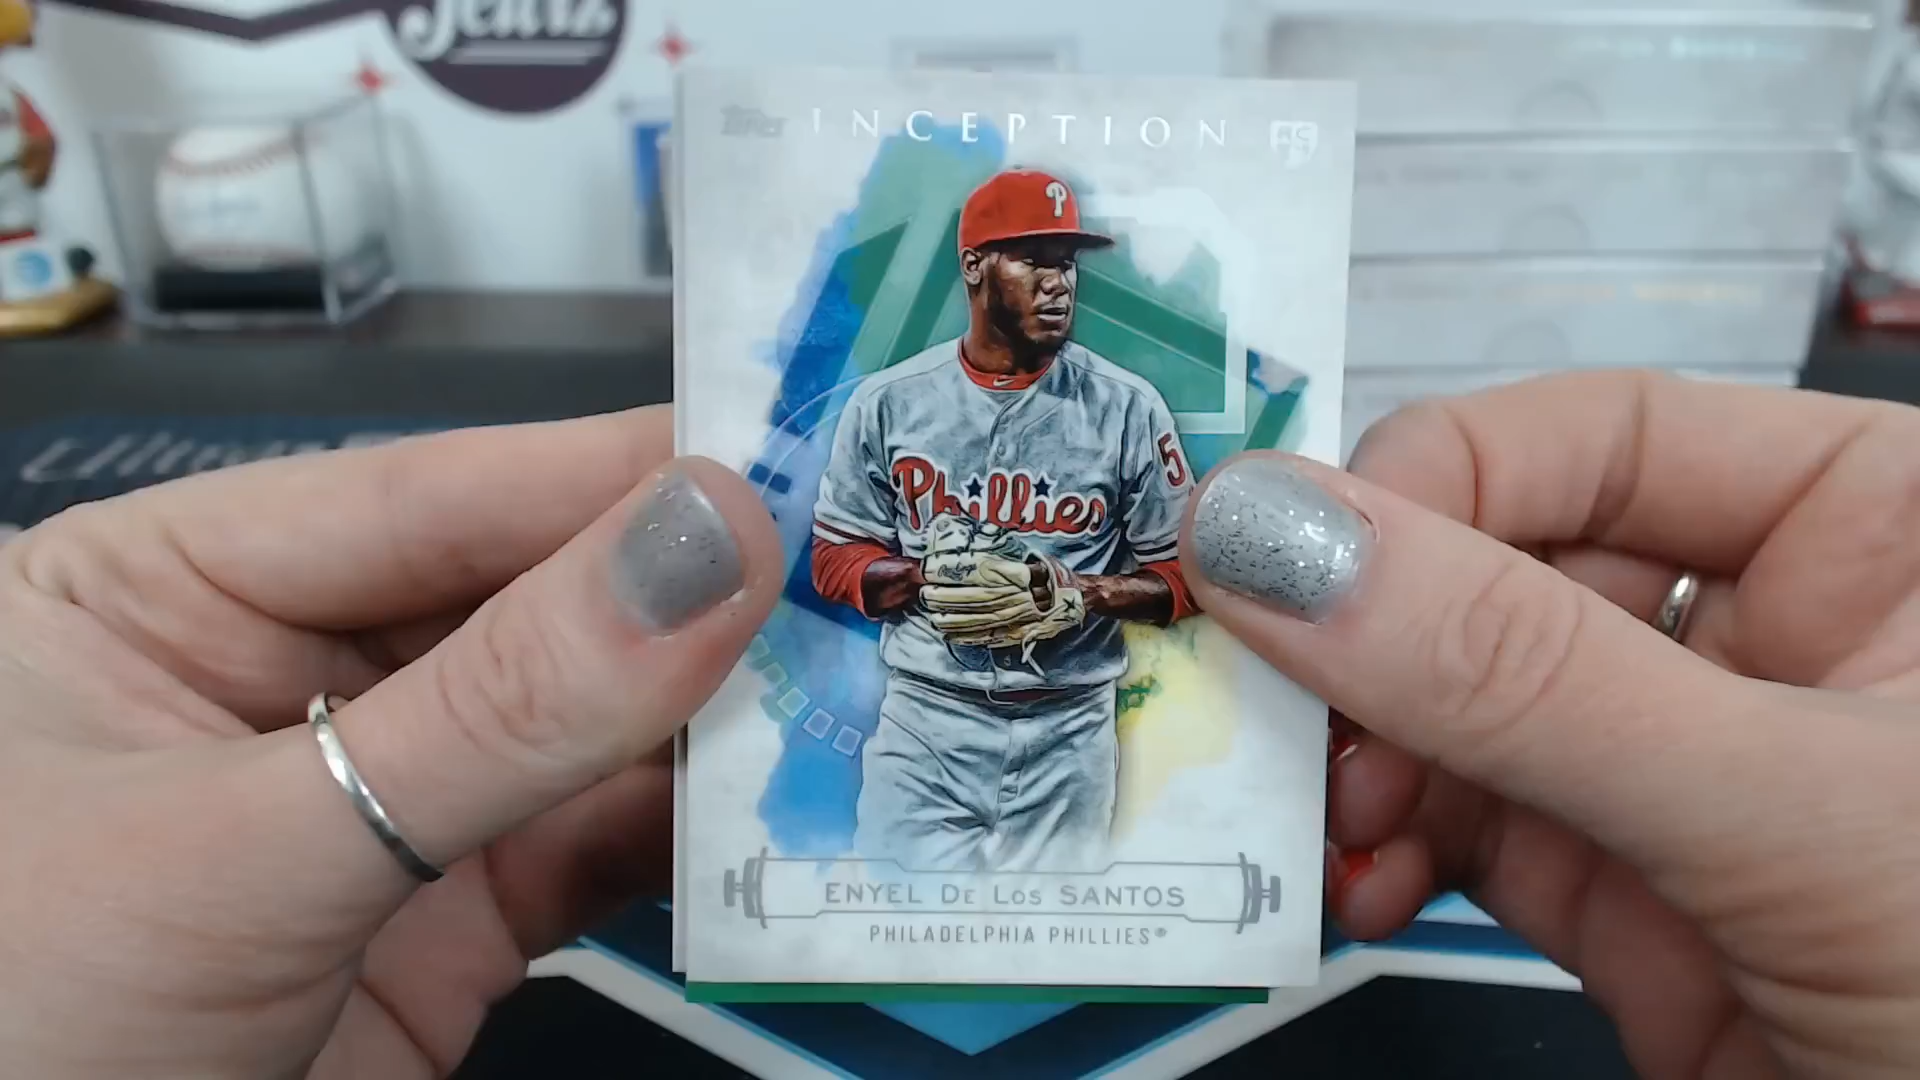 Topps INCEPTION RC
P
5
Phillies
Rawlings
ENYEL De Los SANTOS
PHILADELPHIA PHILLIES®